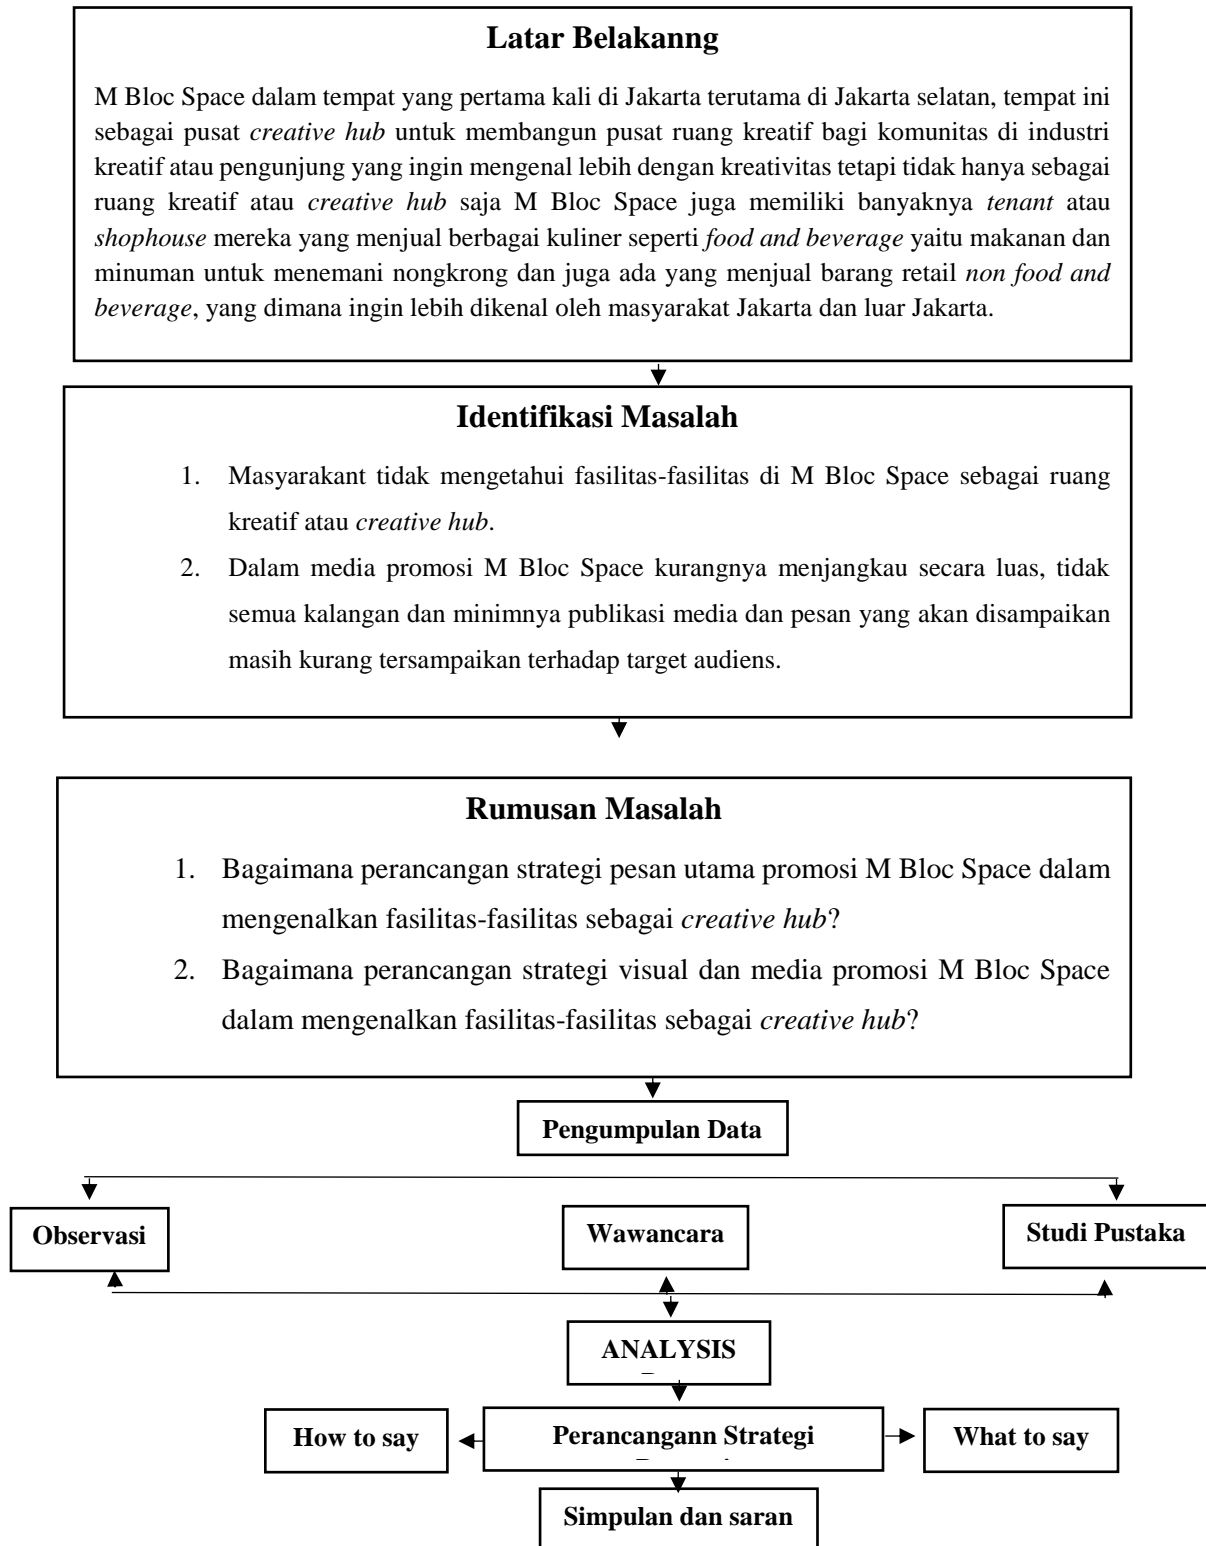 Latar Belakanng
M Bloc Space dalam tempat yang pertama kali di Jakarta terutama di Jakarta selatan, tempat ini
sebagai pusat creative hub untuk membangun pusat ruang kreatif bagi komunitas di industri
kreatif atau pengunjung yang ingin mengenal lebih dengan kreativitas tetapi tidak hanya sebagai
ruang kreatif atau creative hub saja M Bloc Space juga memiliki banyaknya tenant atau
shophouse mereka yang menjual berbagai kuliner seperti food and beverage yaitu makanan dan
minuman untuk menemani nongkrong dan juga ada yang menjual barang retail non food and
beverage, yang dimana ingin lebih dikenal oleh masyarakat Jakarta dan luar Jakarta.
Identifikasi Masalah
1. Masyarakant tidak mengetahui fasilitas-fasilitas di M Bloc Space sebagai ruang
kreatif atau creative hub.
2. Dalam media promosi M Bloc Space kurangnya menjangkau secara luas, tidak
semua kalangan dan minimnya publikasi media dan pesan yang akan disampaikan
masih kurang tersampaikan terhadap target audiens.
Rumusan Masalah
1. Bagaimana perancangan strategi pesan utama promosi M Bloc Space dalam
mengenalkan fasilitas-fasilitas sebagai creative hub?
2. Bagaimana perancangan strategi visual dan media promosi M Bloc Space
dalam mengenalkan fasilitas-fasilitas sebagai creative hub?
Pengumpulan Data
Observasi
Wawancara
Studi Pustaka
ANALYSIS
How to say
Perancangann Strategi
What to say
Simpulan dan saran